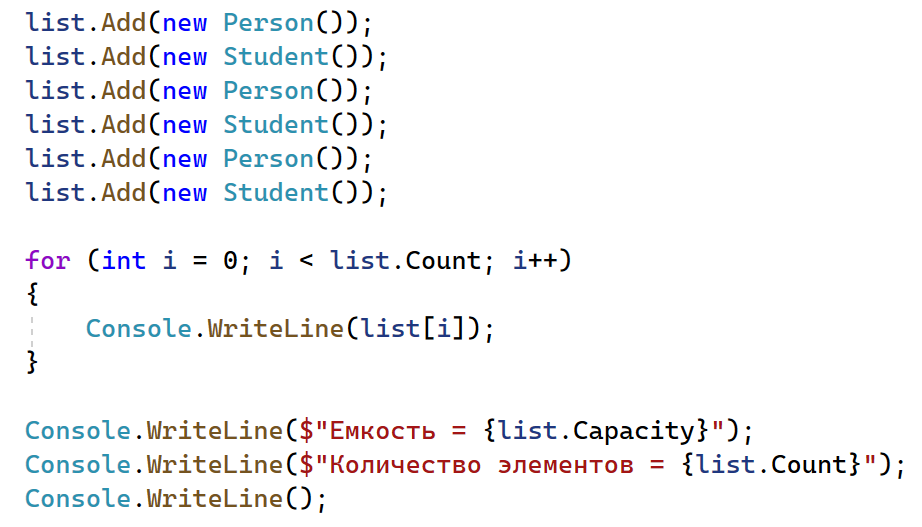 list.Add(new Person());
list.Add(new Student());
list.Add(new Person());
list.Add(new Student());
list.Add(new Person());
list.Add(new Student());
for (int i = 0; i < list.Count; i++)
{
    Console.WriteLine(list[i]);
}
Console.WriteLine($"Емкость = {list.Capacity}");
Console.WriteLine($"Количество элементов = {list.Count}");
Console.WriteLine();